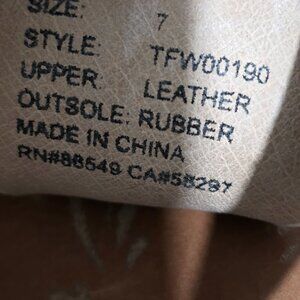 SIZE: 7
STYLE: TFW00190
UPPER: LEATHER
OUTSOLE: RUBBER
MADE IN CHINA
RN#88549 CA#58297